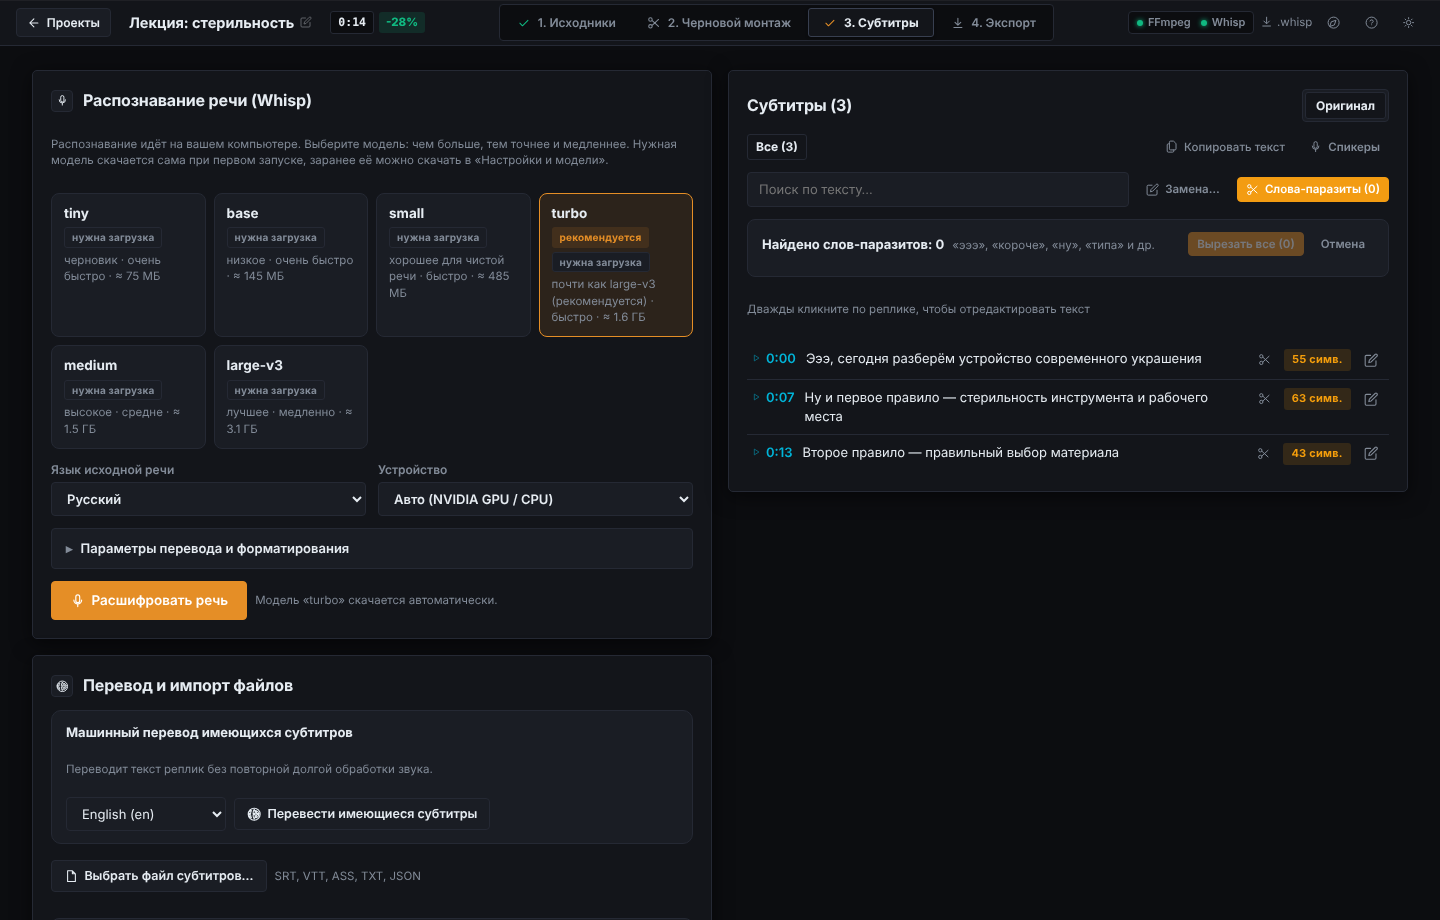 Проекты
Лекция: стерильность
0:14
-28%
1. Исходники
2. Черновой монтаж
3. Субтитры
4. Экспорт
FFmpeg
Whisp
.whisp
Распознавание речи (Whisp)
Распознавание идёт на вашем компьютере. Выберите модель: чем больше, тем точнее и медленнее. Нужная
модель скачается сама при первом запуске, заранее её можно скачать в «Настройки и модели».
tiny
нужна загрузка
черновик · очень
быстро · ≈ 75 МБ
base
нужна загрузка
низкое · очень быстро
· ≈ 145 МБ
small
нужна загрузка
хорошее для чистой
речи · быстро · ≈ 485
МБ
turbo
рекомендуется
нужна загрузка
почти как large-v3
(рекомендуется) ·
быстро · ≈ 1.6 ГБ
medium
нужна загрузка
высокое · средне · ≈
1.5 ГБ
large-v3
нужна загрузка
лучшее · медленно · ≈
3.1 ГБ
Язык исходной речи
Русский
Устройство
Авто (NVIDIA GPU / CPU)
Параметры перевода и форматирования
Расшифровать речь
Модель «turbo» скачается автоматически.
Перевод и импорт файлов
Машинный перевод имеющихся субтитров
Переводит текст реплик без повторной долгой обработки звука.
English (en)
Перевести имеющиеся субтитры
Выбрать файл субтитров...
SRT, VTT, ASS, TXT, JSON
Субтитры (3)
Оригинал
Все (3)
Копировать текст
Спикеры
Поиск по тексту...
Замена...
Слова-паразиты (0)
Найдено слов-паразитов: 0
«эээ», «короче», «ну», «типа» и др.
Вырезать все (0)
Отмена
Дважды кликните по реплике, чтобы отредактировать текст
0:00 Эээ, сегодня разберём устройство современного украшения
55 симв.
0:07 Ну и первое правило — стерильность инструмента и рабочего
места
63 симв.
0:13 Второе правило — правильный выбор материала
43 симв.